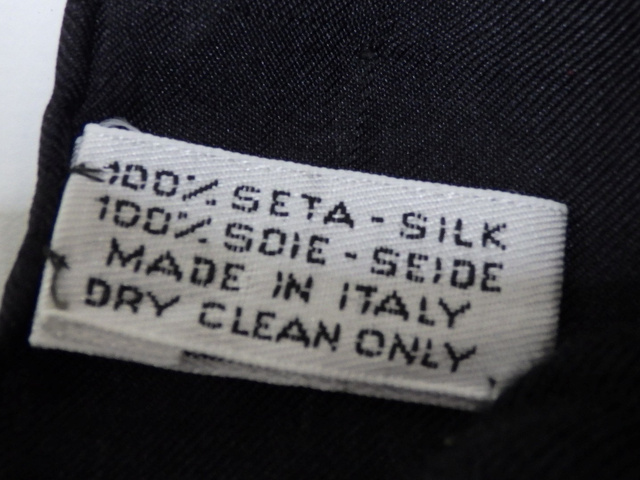 100% SETA - SILK
100% SOIE - SEIDE
MADE IN ITALY
DRY CLEAN ONLY